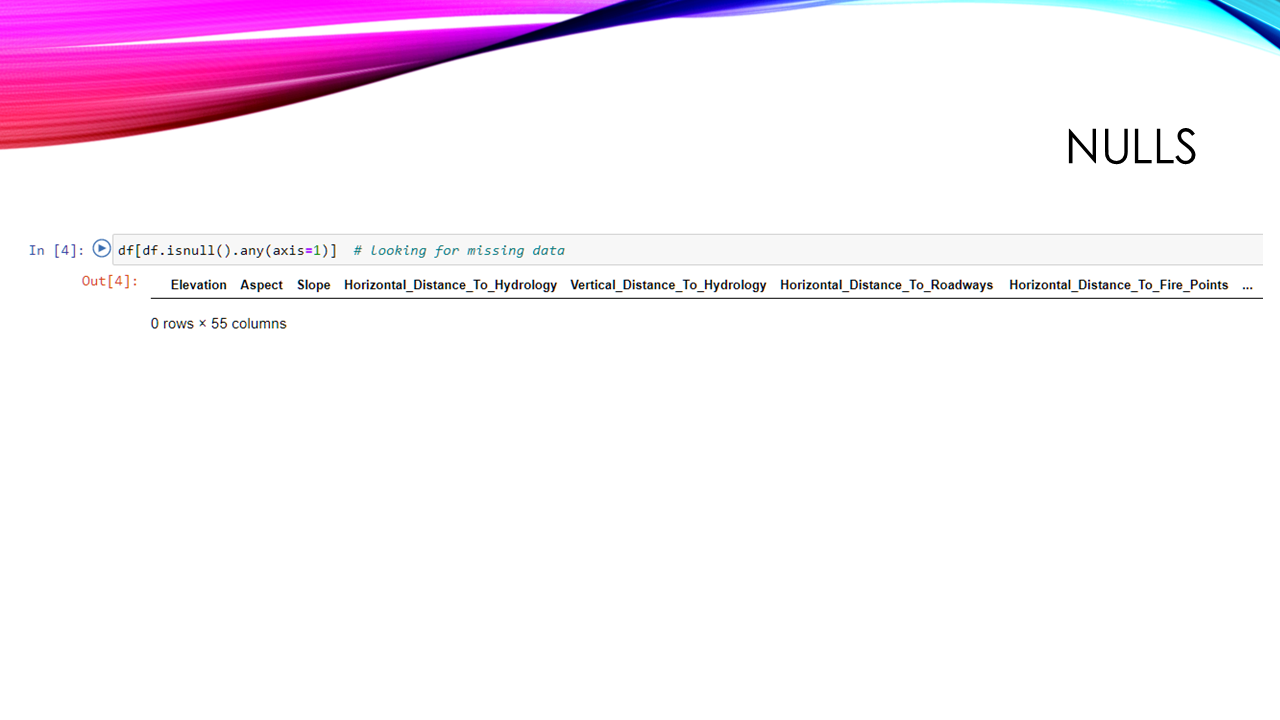 NULLS
In [4]: df[df.isnull().any(axis=1)]  # looking for missing data
Out[4]:
Elevation Aspect Slope Horizontal_Distance_To_Hydrology Vertical_Distance_To_Hydrology Horizontal_Distance_To_Roadways Horizontal_Distance_To_Fire_Points ...
0 rows × 55 columns